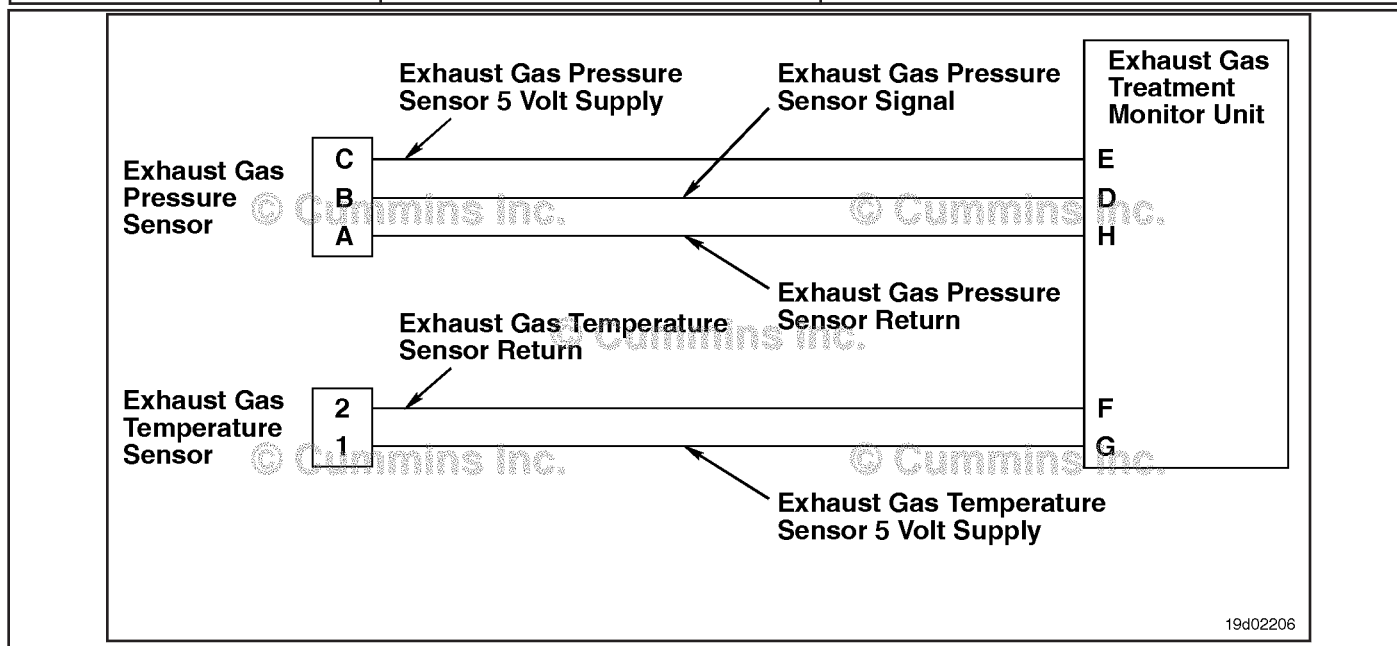 Exhaust Gas Pressure
Sensor 5 Volt Supply
Exhaust Gas Pressure
Sensor Signal
Exhaust Gas
Treatment
Monitor Unit
Exhaust Gas
Pressure
Sensor
C
B
A
E
D
H
© Cummins Inc.
© Cummins Inc.
Exhaust Gas Pressure
Sensor Return
Exhaust Gas Temperature
Sensor Return
© Cummins Inc.
Exhaust Gas
Temperature
Sensor
2
1
F
G
© Cummins Inc.
© Cummins Inc.
Exhaust Gas Temperature
Sensor 5 Volt Supply
19d02206